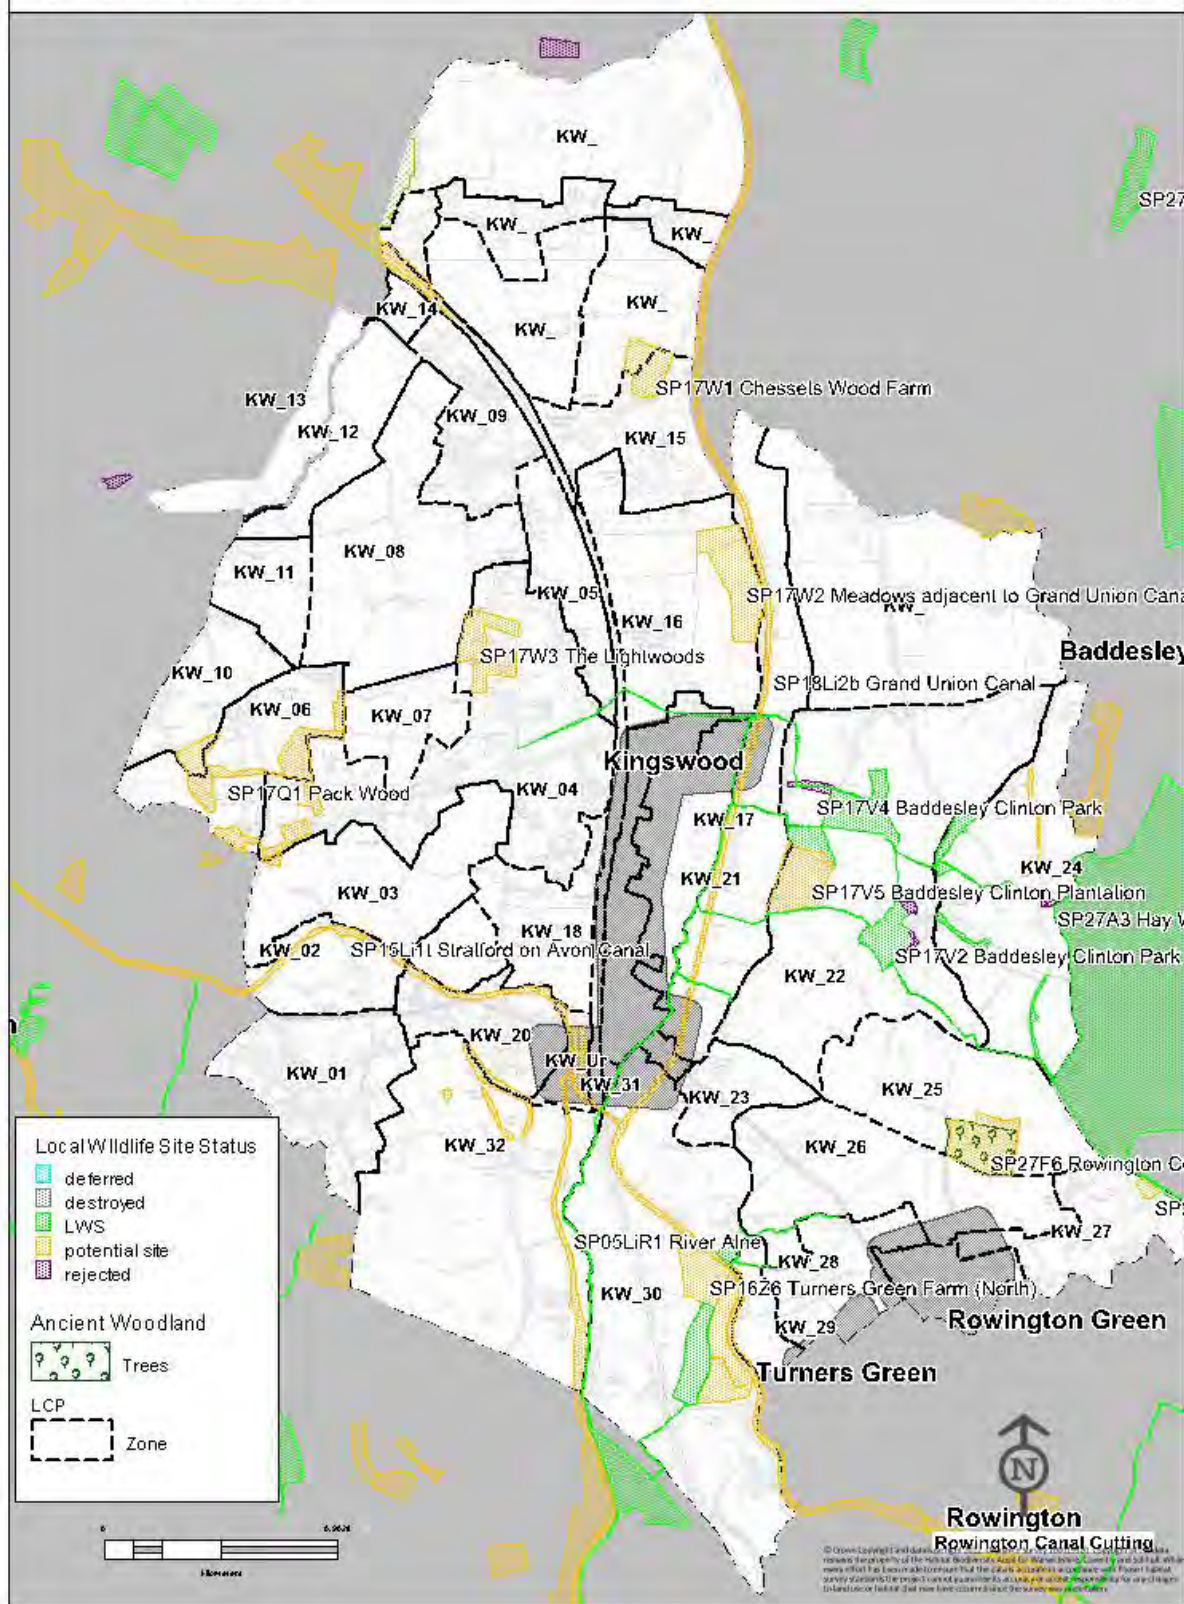 KW_
SP27
KW_
KW_
KW_14
KW_
KW_
SP17W1 Chessels Wood Farm
KW_13
KW_09
KW_12
KW_15
KW_08
KW_11
KW_05
SP17W2 Meadows adjacent to Grand Union Cana
KW_
KW_16
SP17W3 The Lightwoods
Baddesley
KW_10
SP18Li2b Grand Union Canal
KW_06
KW_07
Kingswood
SP17Q1 Pack Wood
KW_04
SP17V4 Baddesley Clinton Park
KW_17
KW_24
KW_21
KW_03
SP17V5 Baddesley Clinton Plantation
SP27A3 Hay W
KW_18
KW_02
SP15Li1t Stratford on Avon Canal
SP17V2 Baddesley Clinton Park
KW_22
KW_20
KW_Ur
KW_01
KW_31
KW_25
KW_23
KW_32
KW_26
SP27F6 Rowington Co
KW_27
SP05LiR1 River Alne
KW_28
SP16Z6 Turners Green Farm (North)
KW_30
KW_29
Rowington Green
Turners Green
Local Wildlife Site Status
deferred
destroyed
LWS
potential site
rejected
Ancient Woodland
Trees
LCP
Zone
N
Rowington
Rowington Canal Cutting
0
kilometers